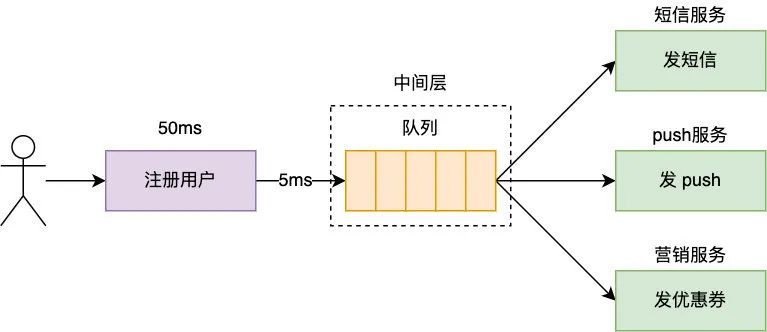 短信服务
发短信
中间层
50ms
队列
push服务
注册用户
5ms
发 push
营销服务
发优惠券